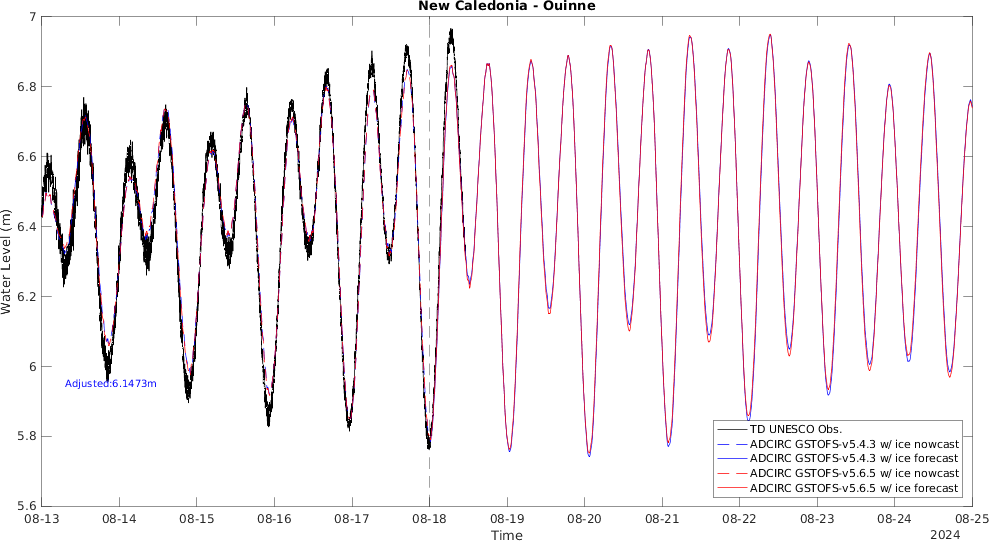 New Caledonia - Ouinne
7
6.8
6.6
6.4
6.2
6
5.8
5.6
Water Level (m)
Adjusted:6.1473m
TD UNESCO Obs.
ADCIRC GSTOFS-v5.4.3 w/ ice nowcast
ADCIRC GSTOFS-v5.4.3 w/ ice forecast
ADCIRC GSTOFS-v5.6.5 w/ ice nowcast
ADCIRC GSTOFS-v5.6.5 w/ ice forecast
08-13 08-14 08-15 08-16 08-17 08-18 08-19 08-20 08-21 08-22 08-23 08-24 08-25
Time
2024